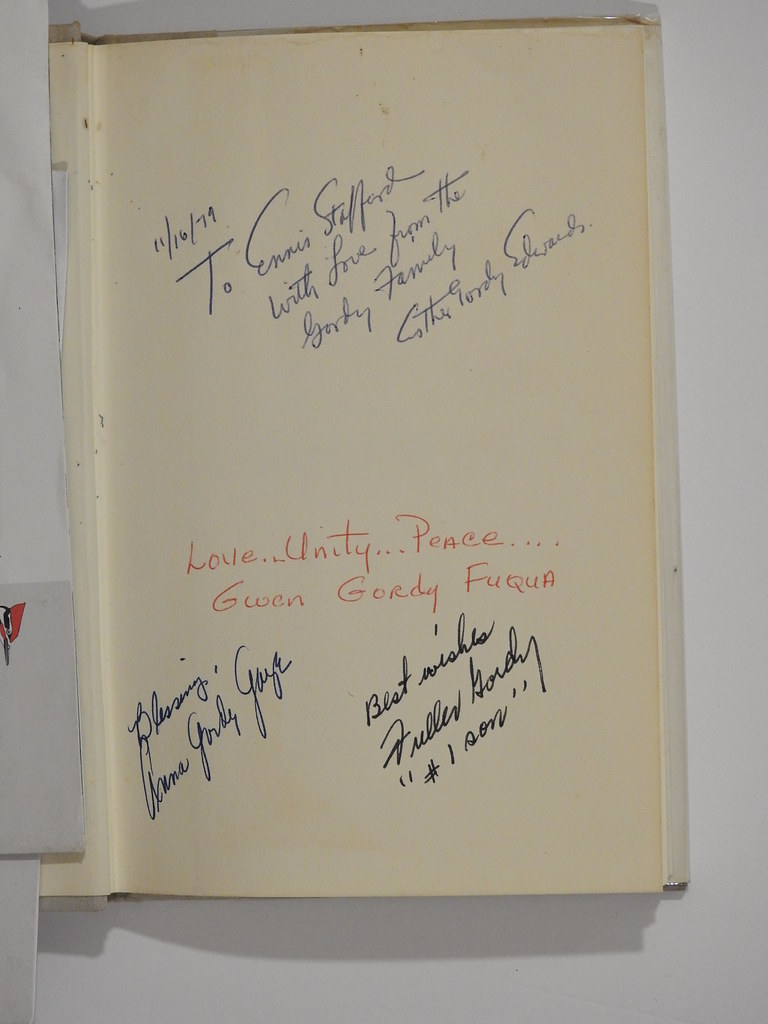 11/16/79
To Ennis Stafford
with Love from the
Gordy Family
Esther Gordy Edwards.
Love..Unity...Peace....
Gwen Gordy Fuqua
Blessings,
Anna Gordy Gaye
Best wishes
Fuller Gordy
"#1 son"